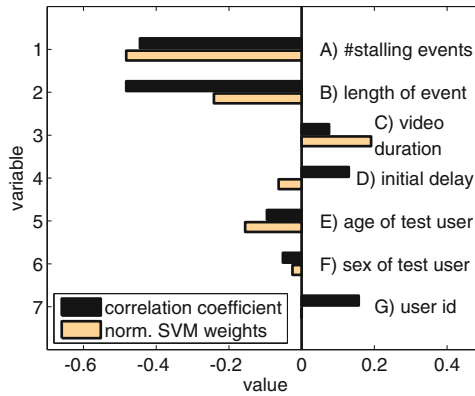 1
A) #stalling events
2
B) length of event
3
C) video
duration
4
D) initial delay
5
E) age of test user
6
F) sex of test user
7
G) user id
variable
correlation coefficient
norm. SVM weights
-0.6
-0.4
-0.2
0
0.2
0.4
value